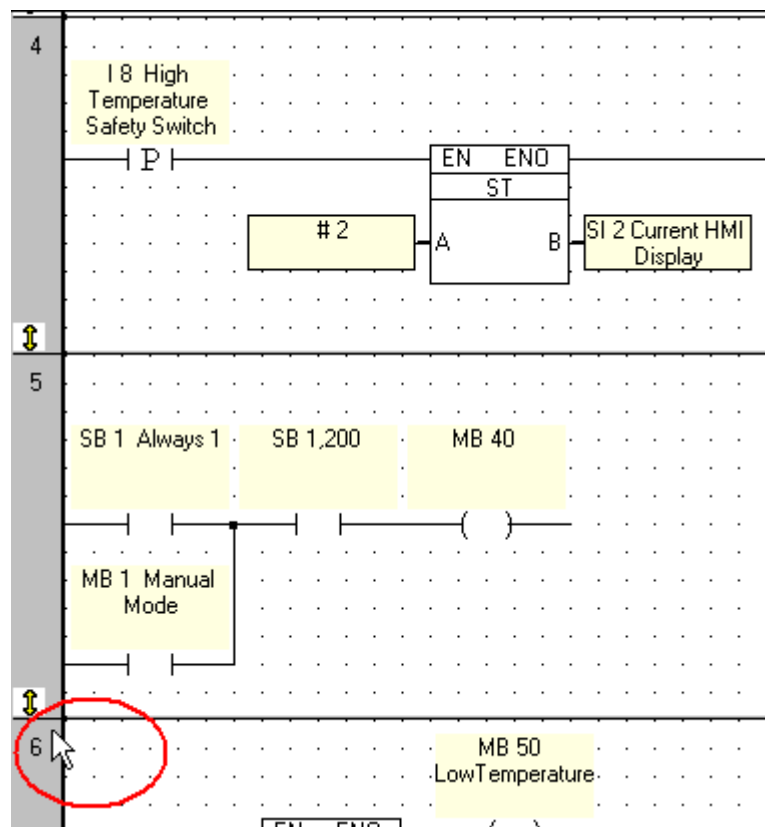 4
I 8 High
Temperature
Safety Switch
P
EN ENO
ST
# 2
A
B
SI 2 Current HMI
Display
5
SB 1 Always 1
SB 1,200
MB 40
MB 1 Manual
Mode
6
MB 50
LowTemperature
EN ENO